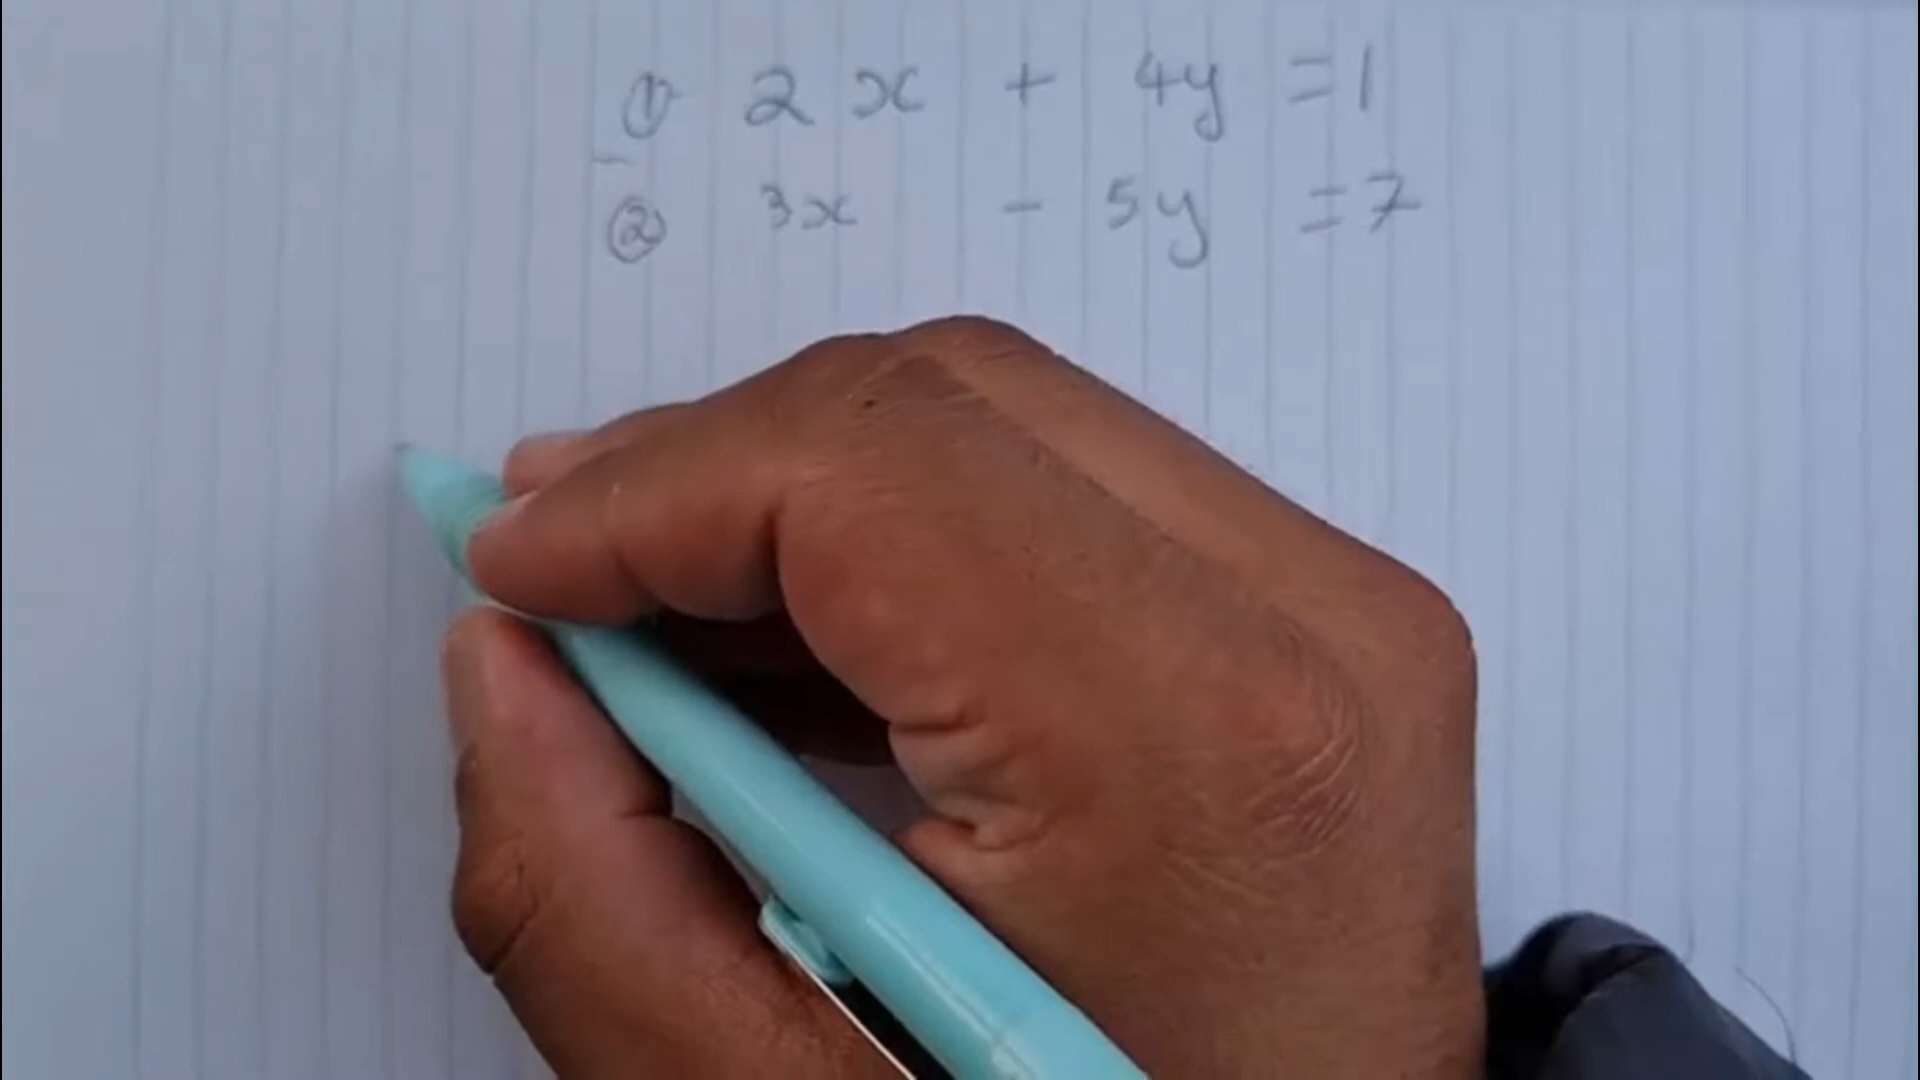 ① 2x + 4y = 1
② 3x - 5y = 7